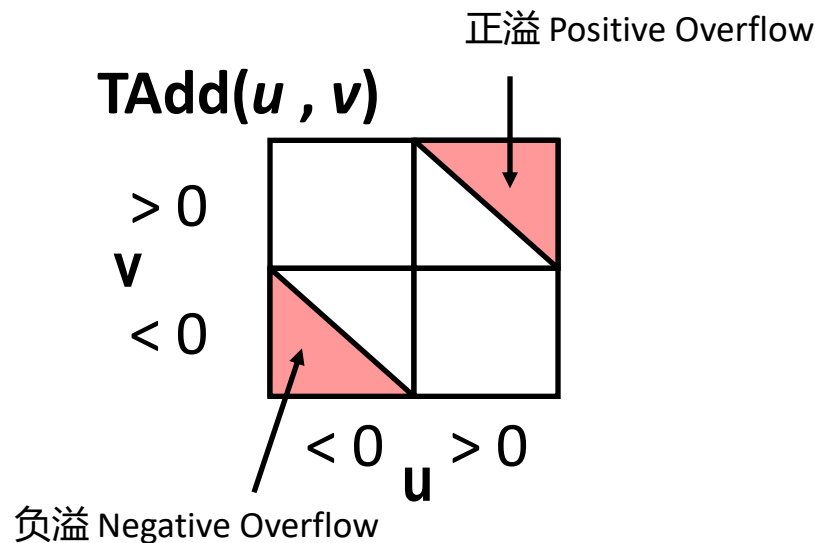 正溢 Positive Overflow
TAdd(u , v)
> 0
v
< 0
< 0 > 0
u
负溢 Negative Overflow